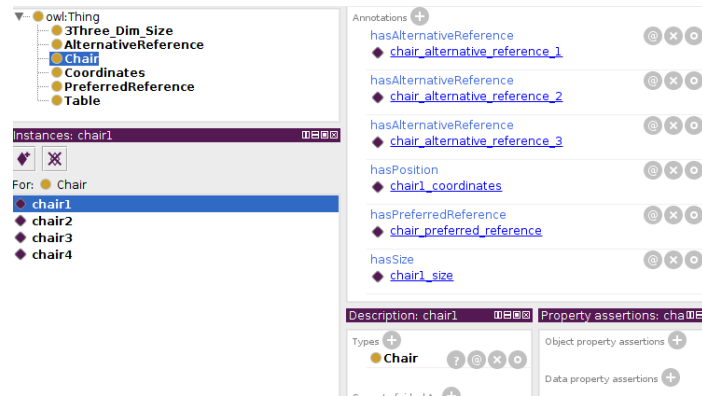 owl:Thing
3Three_Dim_Size
AlternativeReference
Chair
Coordinates
PreferredReference
Table
Instances: chair1
For: Chair
chair1
chair2
chair3
chair4
Annotations
hasAlternativeReference
chair_alternative_reference_1
hasAlternativeReference
chair_alternative_reference_2
hasAlternativeReference
chair_alternative_reference_3
hasPosition
chair1_coordinates
hasPreferredReference
chair_preferred_reference
hasSize
chair1_size
Description: chair1
Types
Chair
Property assertions: cha
Object property assertions
Data property assertions